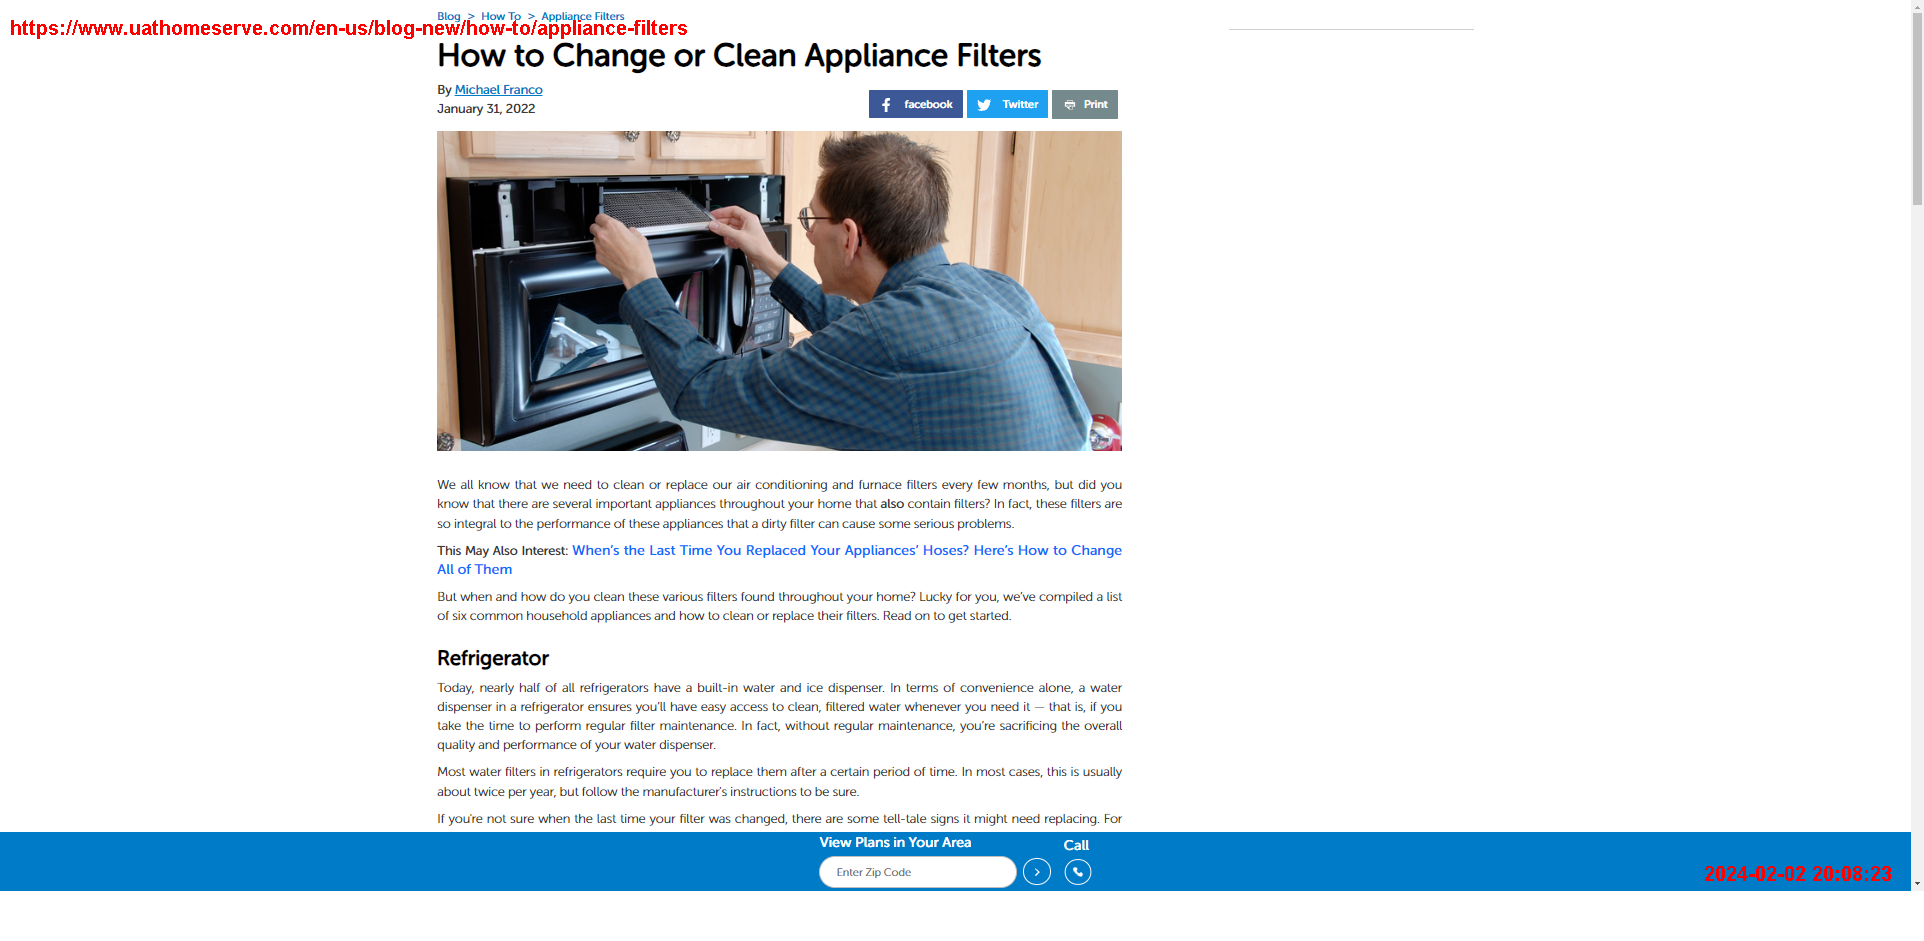 Blog > How To > Appliance Filters
https://www.uathomeserve.com/en-us/blog-new/how-to/appliance-filters
How to Change or Clean Appliance Filters
By Michael Franco
January 31, 2022
facebook
Twitter
Print
We all know that we need to clean or replace our air conditioning and furnace filters every few months, but did you
know that there are several important appliances throughout your home that also contain filters? In fact, these filters are
so integral to the performance of these appliances that a dirty filter can cause some serious problems.
This May Also Interest: When’s the Last Time You Replaced Your Appliances’ Hoses? Here’s How to Change
All of Them
But when and how do you clean these various filters found throughout your home? Lucky for you, we’ve compiled a list
of six common household appliances and how to clean or replace their filters. Read on to get started.
Refrigerator
Today, nearly half of all refrigerators have a built-in water and ice dispenser. In terms of convenience alone, a water
dispenser in a refrigerator ensures you’ll have easy access to clean, filtered water whenever you need it — that is, if you
take the time to perform regular filter maintenance. In fact, without regular maintenance, you’re sacrificing the overall
quality and performance of your water dispenser.
Most water filters in refrigerators require you to replace them after a certain period of time. In most cases, this is usually
about twice per year, but follow the manufacturer's instructions to be sure.
If you're not sure when the last time your filter was changed, there are some tell-tale signs it might need replacing. For
View Plans in Your Area
Call
Enter Zip Code
2024-02-02 20:08:23